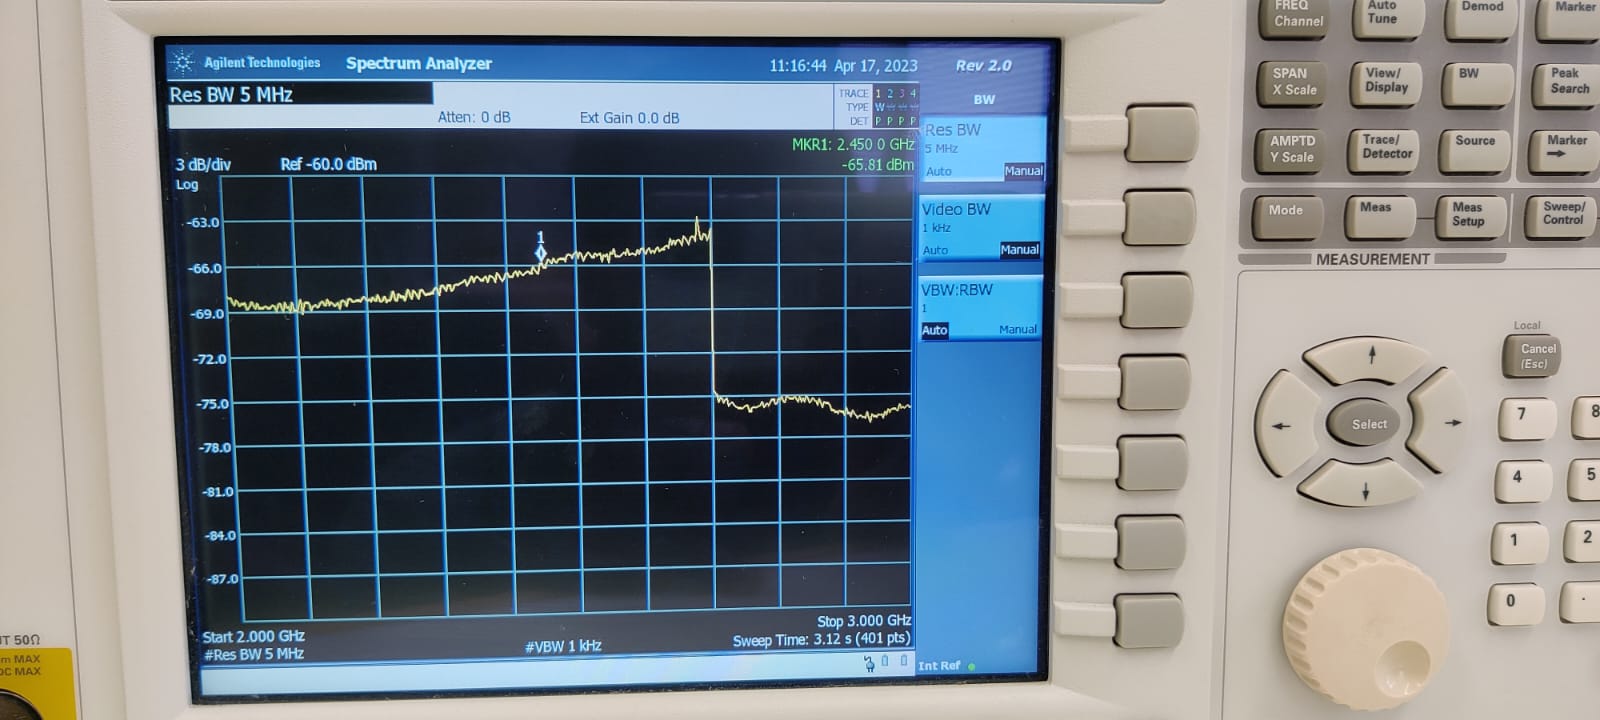 Agilent Technologies Spectrum Analyzer 11:16:44 Apr 17, 2023 Rev 2.0
Res BW 5 MHz
Atten: 0 dB Ext Gain 0.0 dB
TRACE 1 2 3 4
TYPE W
DET P P P P
MKR1: 2.450 0 GHz
-65.81 dBm
3 dB/div Ref -60.0 dBm
Log
-63.0
-66.0
-69.0
-72.0
-75.0
-78.0
-81.0
-84.0
-87.0
1
Start 2.000 GHz Stop 3.000 GHz
#Res BW 5 MHz #VBW 1 kHz Sweep Time: 3.12 s (401 pts)
BW
Res BW
5 MHz
Auto Manual
Video BW
1 kHz
Auto Manual
VBW:RBW
1
Auto Manual
Int Ref
FREQ
Channel
Auto
Tune
Demod
Marker
SPAN
X Scale
View/
Display
BW
Peak
Search
AMPTD
Y Scale
Trace/
Detector
Source
Marker
Mode
Meas
Meas
Setup
Sweep/
Control
MEASUREMENT
Local
Cancel
(Esc)
Select
7 8
4 5
1 2
0 .
50Ω
MAX
MAX